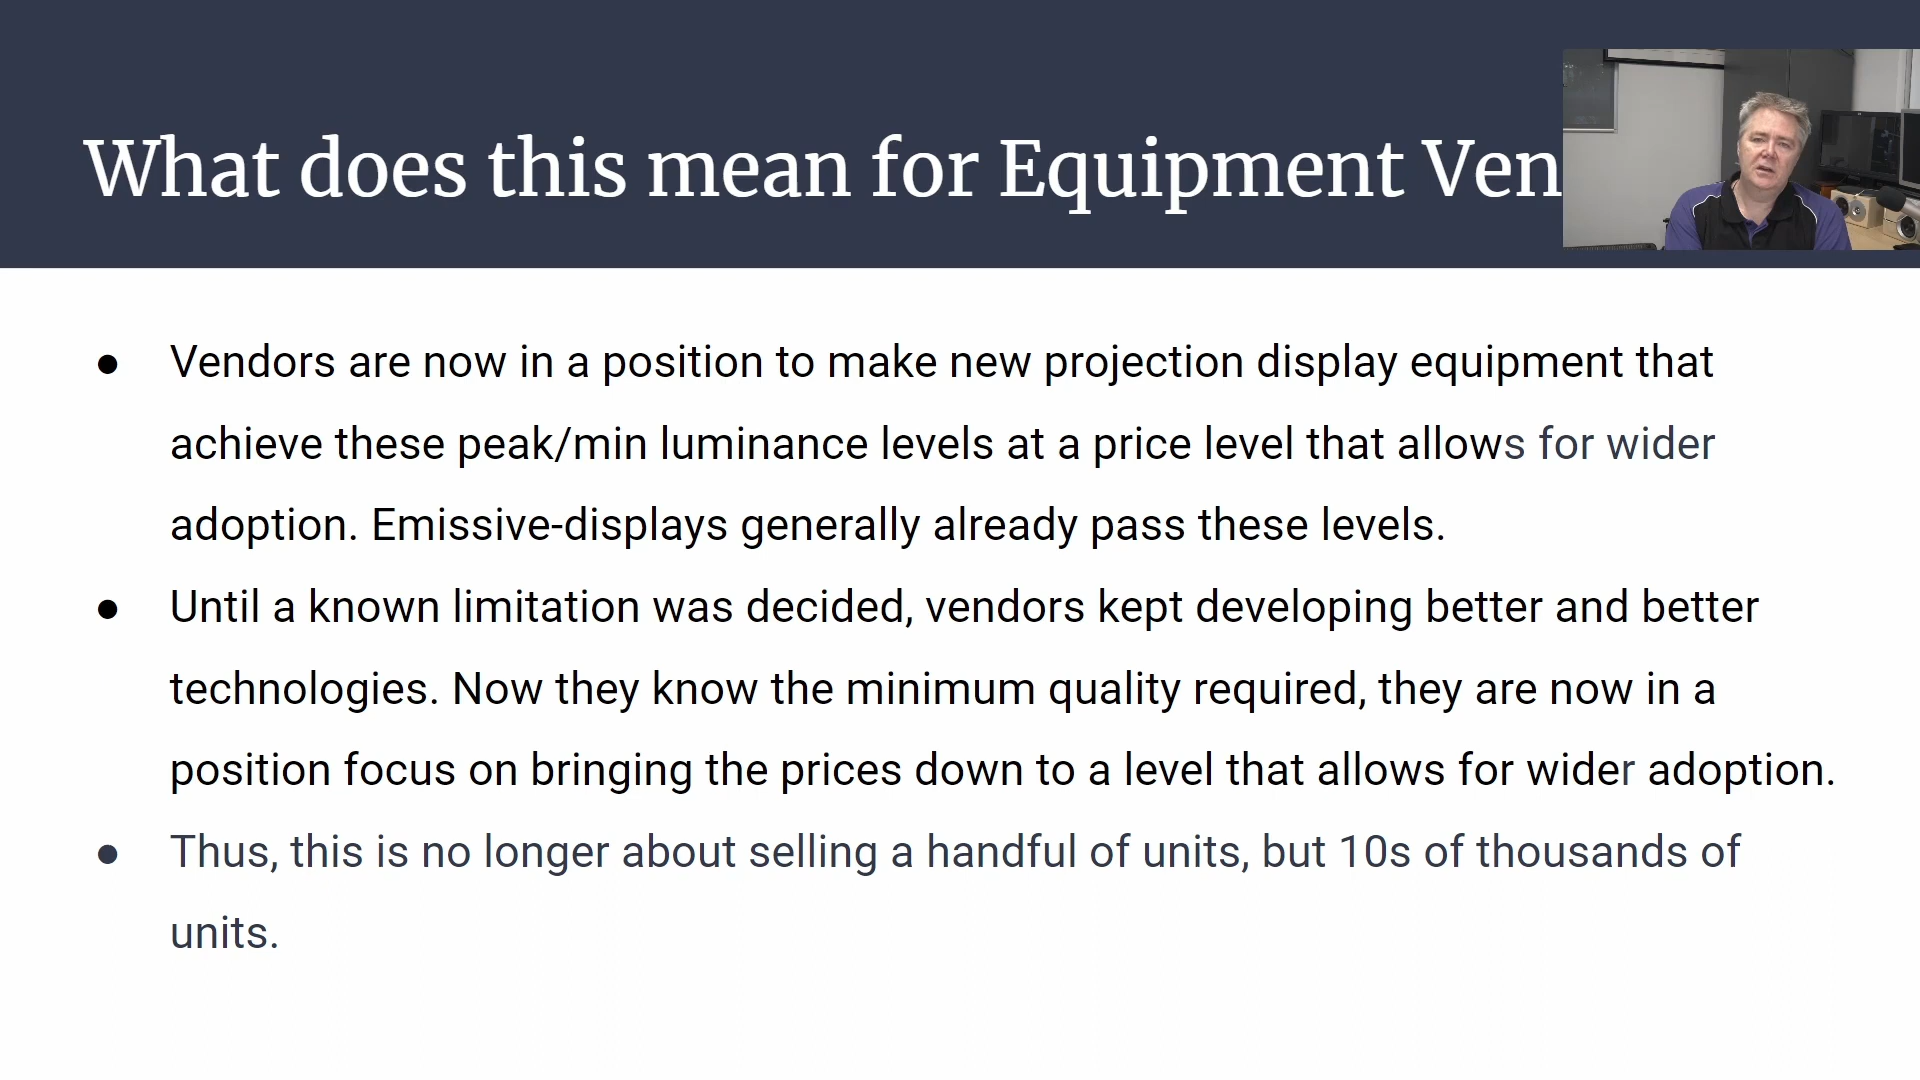 What does this mean for Equipment Ven
● Vendors are now in a position to make new projection display equipment that
achieve these peak/min luminance levels at a price level that allows for wider
adoption. Emissive-displays generally already pass these levels.
● Until a known limitation was decided, vendors kept developing better and better
technologies. Now they know the minimum quality required, they are now in a
position focus on bringing the prices down to a level that allows for wider adoption.
● Thus, this is no longer about selling a handful of units, but 10s of thousands of
units.